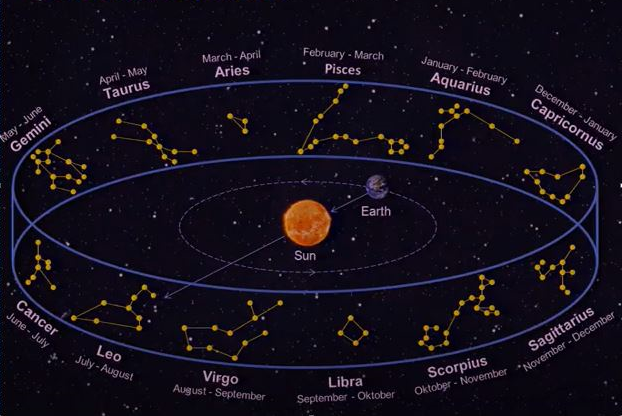 May - June
Gemini
April - May
Taurus
March - April
Aries
February - March
Pisces
January - February
Aquarius
December - January
Capricornus
Earth
Sun
Cancer
June - July
Leo
July - August
Virgo
August - September
Libra
September - Oktober
Scorpius
Oktober - November
Sagittarius
November - December